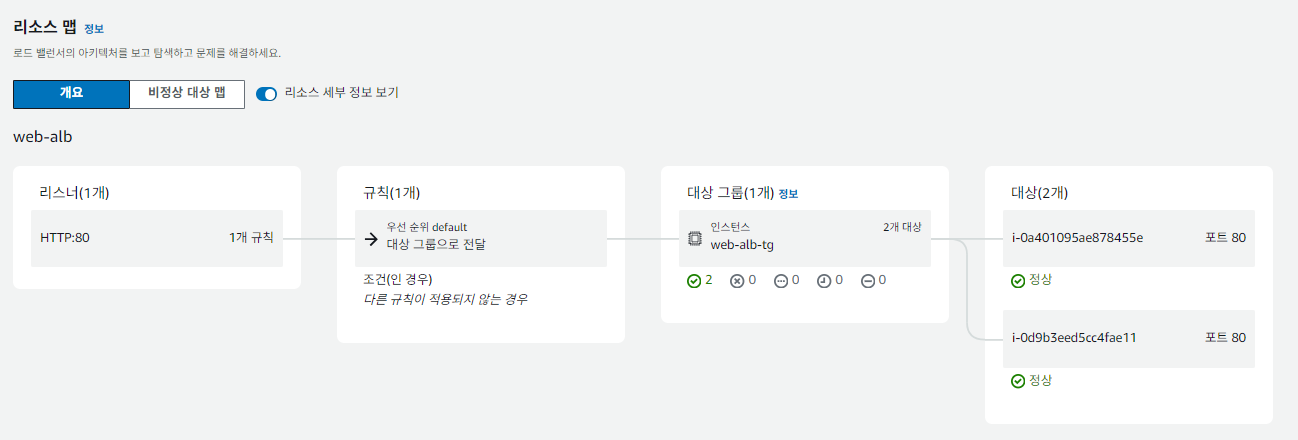 리소스 맵 정보
로드 밸런서의 아키텍처를 보고 탐색하고 문제를 해결하세요.
개요 비정상 대상 맵 리소스 세부 정보 보기
web-alb
리스너(1개)
HTTP:80 1개 규칙
규칙(1개)
우선 순위 default
대상 그룹으로 전달
조건(인 경우)
다른 규칙이 적용되지 않는 경우
대상 그룹(1개) 정보
인스턴스 2개 대상
web-alb-tg
2 0 0 0 0
대상(2개)
i-0a401095ae878455e 포트 80
정상
i-0d9b3eed5cc4fae11 포트 80
정상